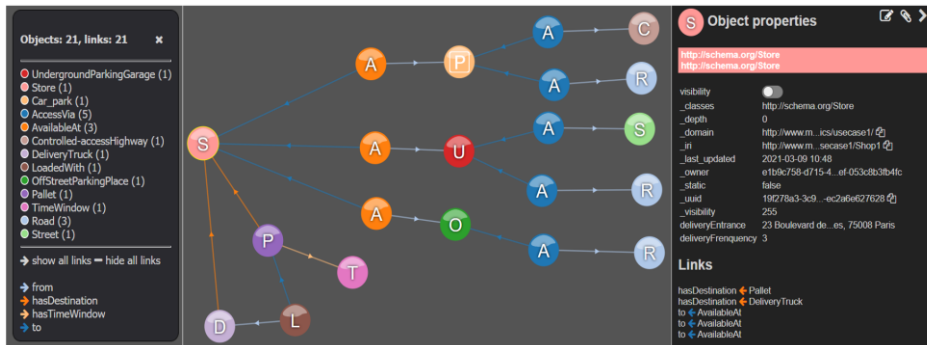 Objects: 21, links: 21 ×
UndergroundParkingGarage (1)
Store (1)
Car_park (1)
AccessVia (5)
AvailableAt (3)
Controlled-accessHighway (1)
DeliveryTruck (1)
LoadedWith (1)
OffStreetParkingPlace (1)
Pallet (1)
TimeWindow (1)
Road (3)
Street (1)
show all links hide all links
from
hasDestination
hasTimeWindow
to
A C
A P
A R
S A U A S
A R
A O
P A R
T
D L
S Object properties
http://schema.org/Store
http://schema.org/Store
visibility
_classes http://schema.org/Store
_depth 0
_domain http://www.m...ics/usecase1/
_iri http://www.m...secase1/Shop1
_last_updated 2021-03-09 10:48
_owner e1b9c758-d715-4...ef-053c8b3fb4fc
_static false
_uuid 19f278a3-3c9...-ec2a6e627628
_visibility 255
deliveryEntrance 23 Boulevard de...es, 75008 Paris
deliveryFrenquency 3
Links
hasDestination ← Pallet
hasDestination ← DeliveryTruck
to ← AvailableAt
to ← AvailableAt
to ← AvailableAt